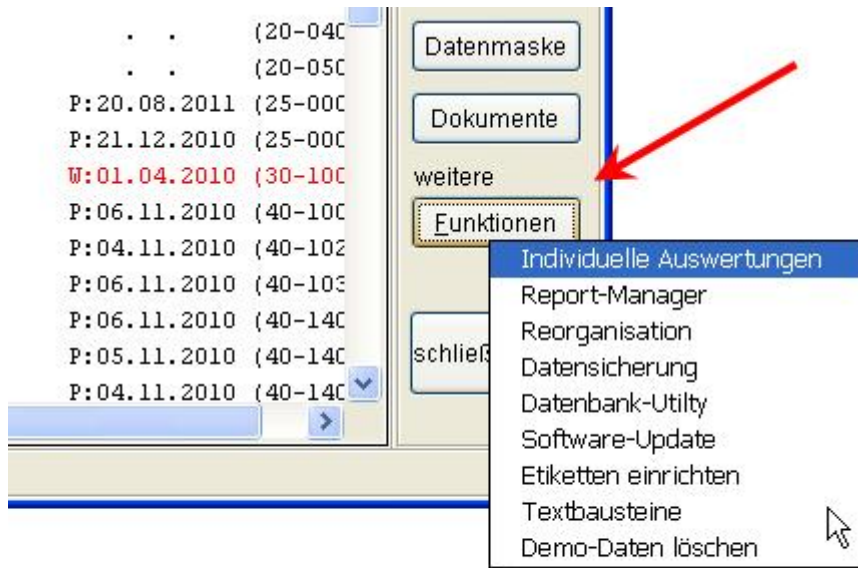 . . (20-040
. . (20-050
P:20.08.2011 (25-000
P:21.12.2010 (25-000
W:01.04.2010 (30-100
P:06.11.2010 (40-100
P:04.11.2010 (40-102
P:06.11.2010 (40-103
P:06.11.2010 (40-140
P:05.11.2010 (40-140
P:04.11.2010 (40-140
Datenmaske
Dokumente
weitere
Funktionen
schließ
Individuelle Auswertungen
Report-Manager
Reorganisation
Datensicherung
Datenbank-Utilty
Software-Update
Etiketten einrichten
Textbausteine
Demo-Daten löschen